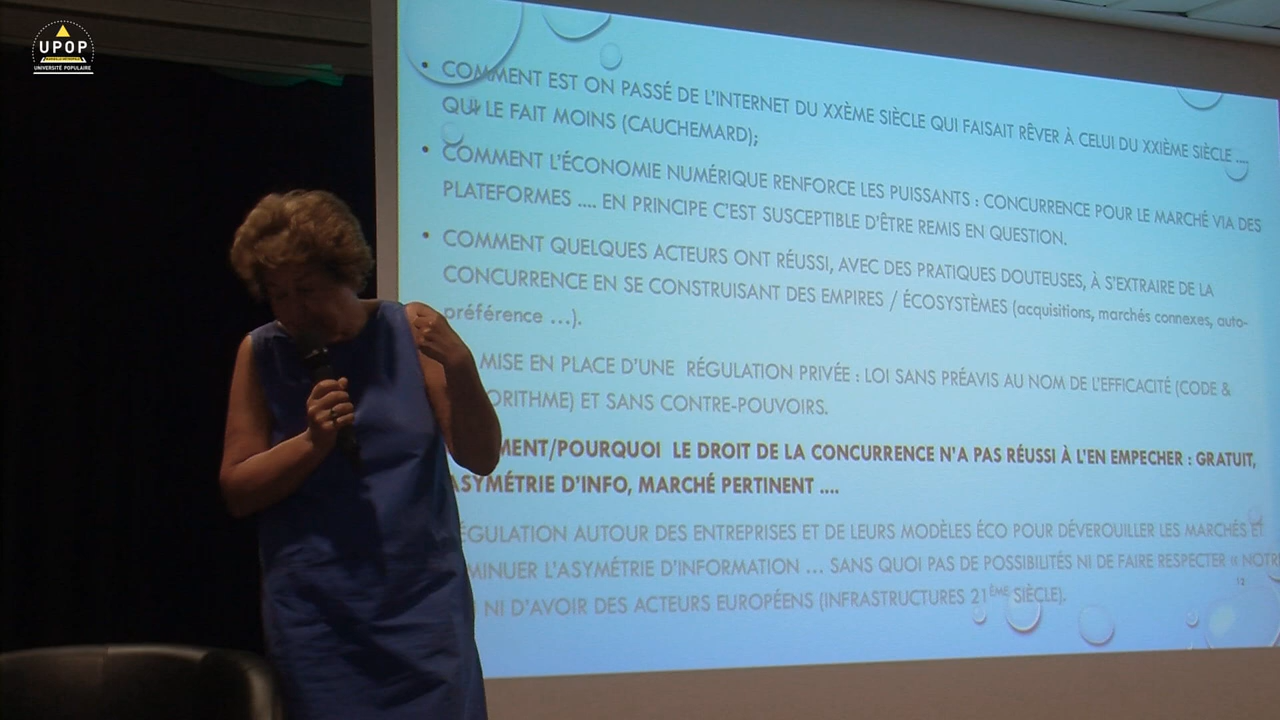 UPOP
UNIVERSITÉ POPULAIRE
• COMMENT EST ON PASSÉ DE L'INTERNET DU XXÈME SIÈCLE QUI FAISAIT RÊVER À CELUI DU XXIÈME SIÈCLE ....
QUI LE FAIT MOINS (CAUCHEMARD);
• COMMENT L'ÉCONOMIE NUMÉRIQUE RENFORCE LES PUISSANTS : CONCURRENCE POUR LE MARCHÉ VIA DES
PLATEFORMES .... EN PRINCIPE C'EST SUSCEPTIBLE D'ÊTRE REMIS EN QUESTION.
• COMMENT QUELQUES ACTEURS ONT RÉUSSI, AVEC DES PRATIQUES DOUTEUSES, À S'EXTRAIRE DE LA
CONCURRENCE EN SE CONSTRUISANT DES EMPIRES / ÉCOSYSTÈMES (acquisitions, marchés connexes, auto-
préférence ...).
MISE EN PLACE D'UNE RÉGULATION PRIVÉE : LOI SANS PRÉAVIS AU NOM DE L'EFFICACITÉ (CODE &
ORITHME) ET SANS CONTRE-POUVOIRS.
MENT/POURQUOI LE DROIT DE LA CONCURRENCE N'A PAS RÉUSSI À L'EN EMPECHER : GRATUIT,
ASYMÉTRIE D'INFO, MARCHÉ PERTINENT ....
ÉGULATION AUTOUR DES ENTREPRISES ET DE LEURS MODÈLES ÉCO POUR DÉVEROUILLER LES MARCHÉS ET
MINUER L'ASYMÉTRIE D'INFORMATION ... SANS QUOI PAS DE POSSIBILITÉS NI DE FAIRE RESPECTER « NOTR
NI D'AVOIR DES ACTEURS EUROPÉENS (INFRASTRUCTURES 21ÈME SIÈCLE).
12